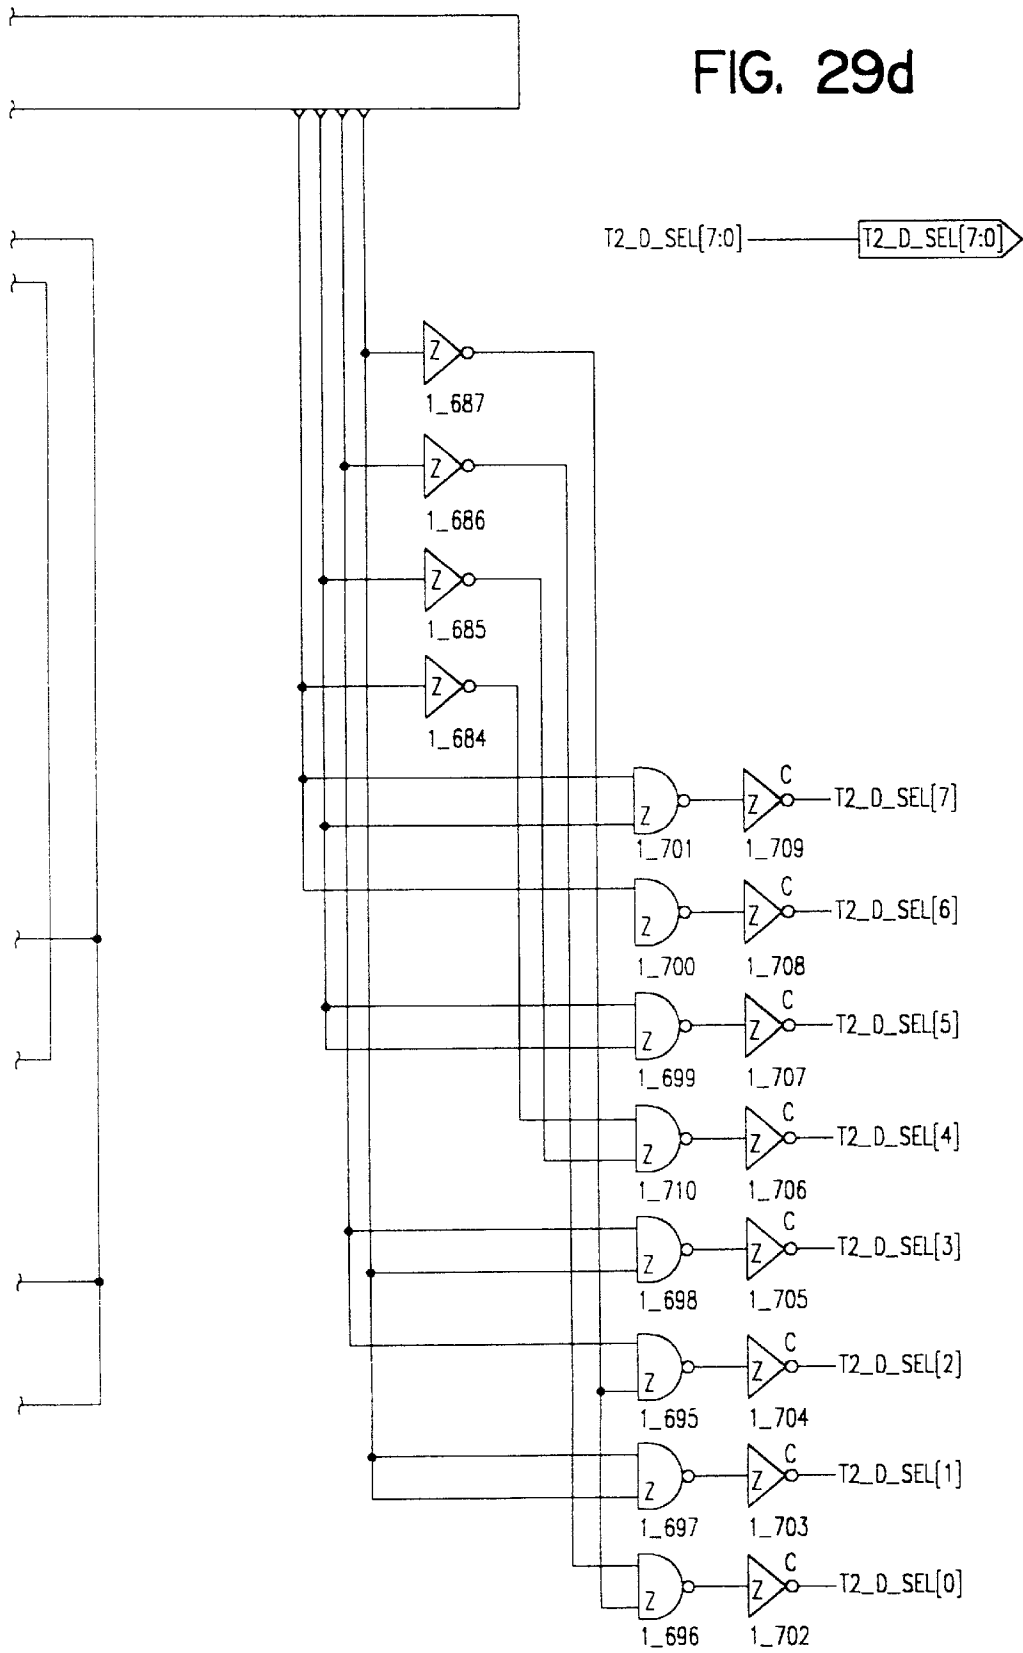 FIG. 29d
T2_D_SEL[7:0] T2_D_SEL[7:0]
Z
1_687
Z
1_686
Z
1_685
Z
1_684
C
Z Z T2_D_SEL[7]
1_701 1_709
C
Z Z T2_D_SEL[6]
1_700 1_708
C
Z Z T2_D_SEL[5]
1_699 1_707
C
Z Z T2_D_SEL[4]
1_710 1_706
C
Z Z T2_D_SEL[3]
1_698 1_705
C
Z Z T2_D_SEL[2]
1_695 1_704
C
Z Z T2_D_SEL[1]
1_697 1_703
C
Z Z T2_D_SEL[0]
1_696 1_702